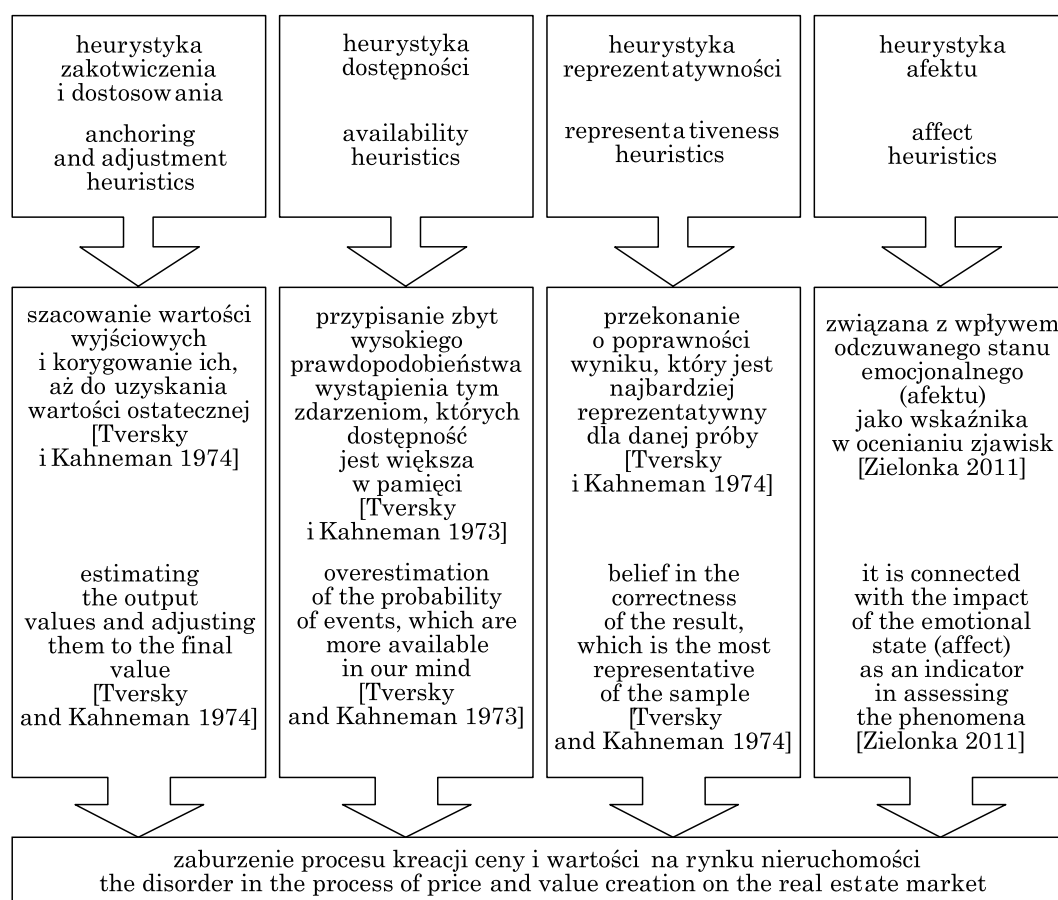 heurystyka
zakotwiczenia
i dostosowania
anchoring
and adjustment
heuristics
heurystyka
dostępności
availability
heuristics
heurystyka
reprezentatywności
representativeness
heuristics
heurystyka
afektu
affect
heuristics
szacowanie wartości
wyjściowych
i korygowanie ich,
aż do uzyskania
wartości ostatecznej
[Tversky
i Kahneman 1974]
estimating
the output
values and adjusting
them to the final
value
[Tversky
and Kahneman 1974]
przypisanie zbyt
wysokiego
prawdopodobieństwa
wystąpienia tym
zdarzeniom, których
dostępność
jest większa
w pamięci
[Tversky
i Kahneman 1973]
overestimation
of the probability
of events, which are
more available
in our mind
[Tversky
and Kahneman 1973]
przekonanie
o poprawności
wyniku, który jest
najbardziej
reprezentatywny
dla danej próby
[Tversky
i Kahneman 1974]
belief in the
correctness
of the result,
which is the most
representative
of the sample
[Tversky
and Kahneman 1974]
związana z wpływem
odczuwanego stanu
emocjonalnego
(afektu)
jako wskaźnika
w ocenianiu zjawisk
[Zielonka 2011]
it is connected
with the impact
of the emotional
state (affect)
as an indicator
in assessing
the phenomena
[Zielonka 2011]
zaburzenie procesu kreacji ceny i wartości na rynku nieruchomości
the disorder in the process of price and value creation on the real estate market